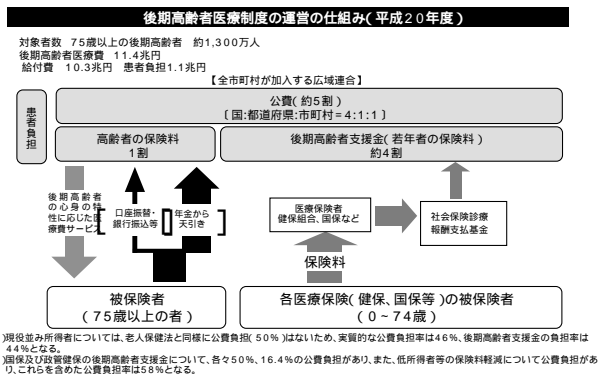 後期高齢者医療制度の運営の仕組み(平成20年度)
対象者数 75歳以上の後期高齢者 約1,300万人
後期高齢者医療費 11.4兆円
給付費 10.3兆円 患者負担1.1兆円
【全市町村が加入する広域連合】
患者負担
公費(約5割)
〔国:都道府県:市町村=4:1:1〕
高齢者の保険料
1割
後期高齢者支援金(若年者の保険料)
約4割
後期高齢者
の心身の特
性に応じた医
療費サービス
口座振替・
銀行振込等
年金から
天引き
医療保険者
健保組合、国保など
社会保険診療
報酬支払基金
保険料
被保険者
(75歳以上の者)
各医療保険(健保、国保等)の被保険者
(0~74歳)
)現役並み所得者については、老人保健法と同様に公費負担(50%)はないため、実質的な公費負担率は46%、後期高齢者支援金の負担率は
44%となる。
)国保及び政管健保の後期高齢者支援金について、各々50%、16.4%の公費負担があり、また、低所得者等の保険料軽減について公費負担があ
り、これらを含めた公費負担率は58%となる。